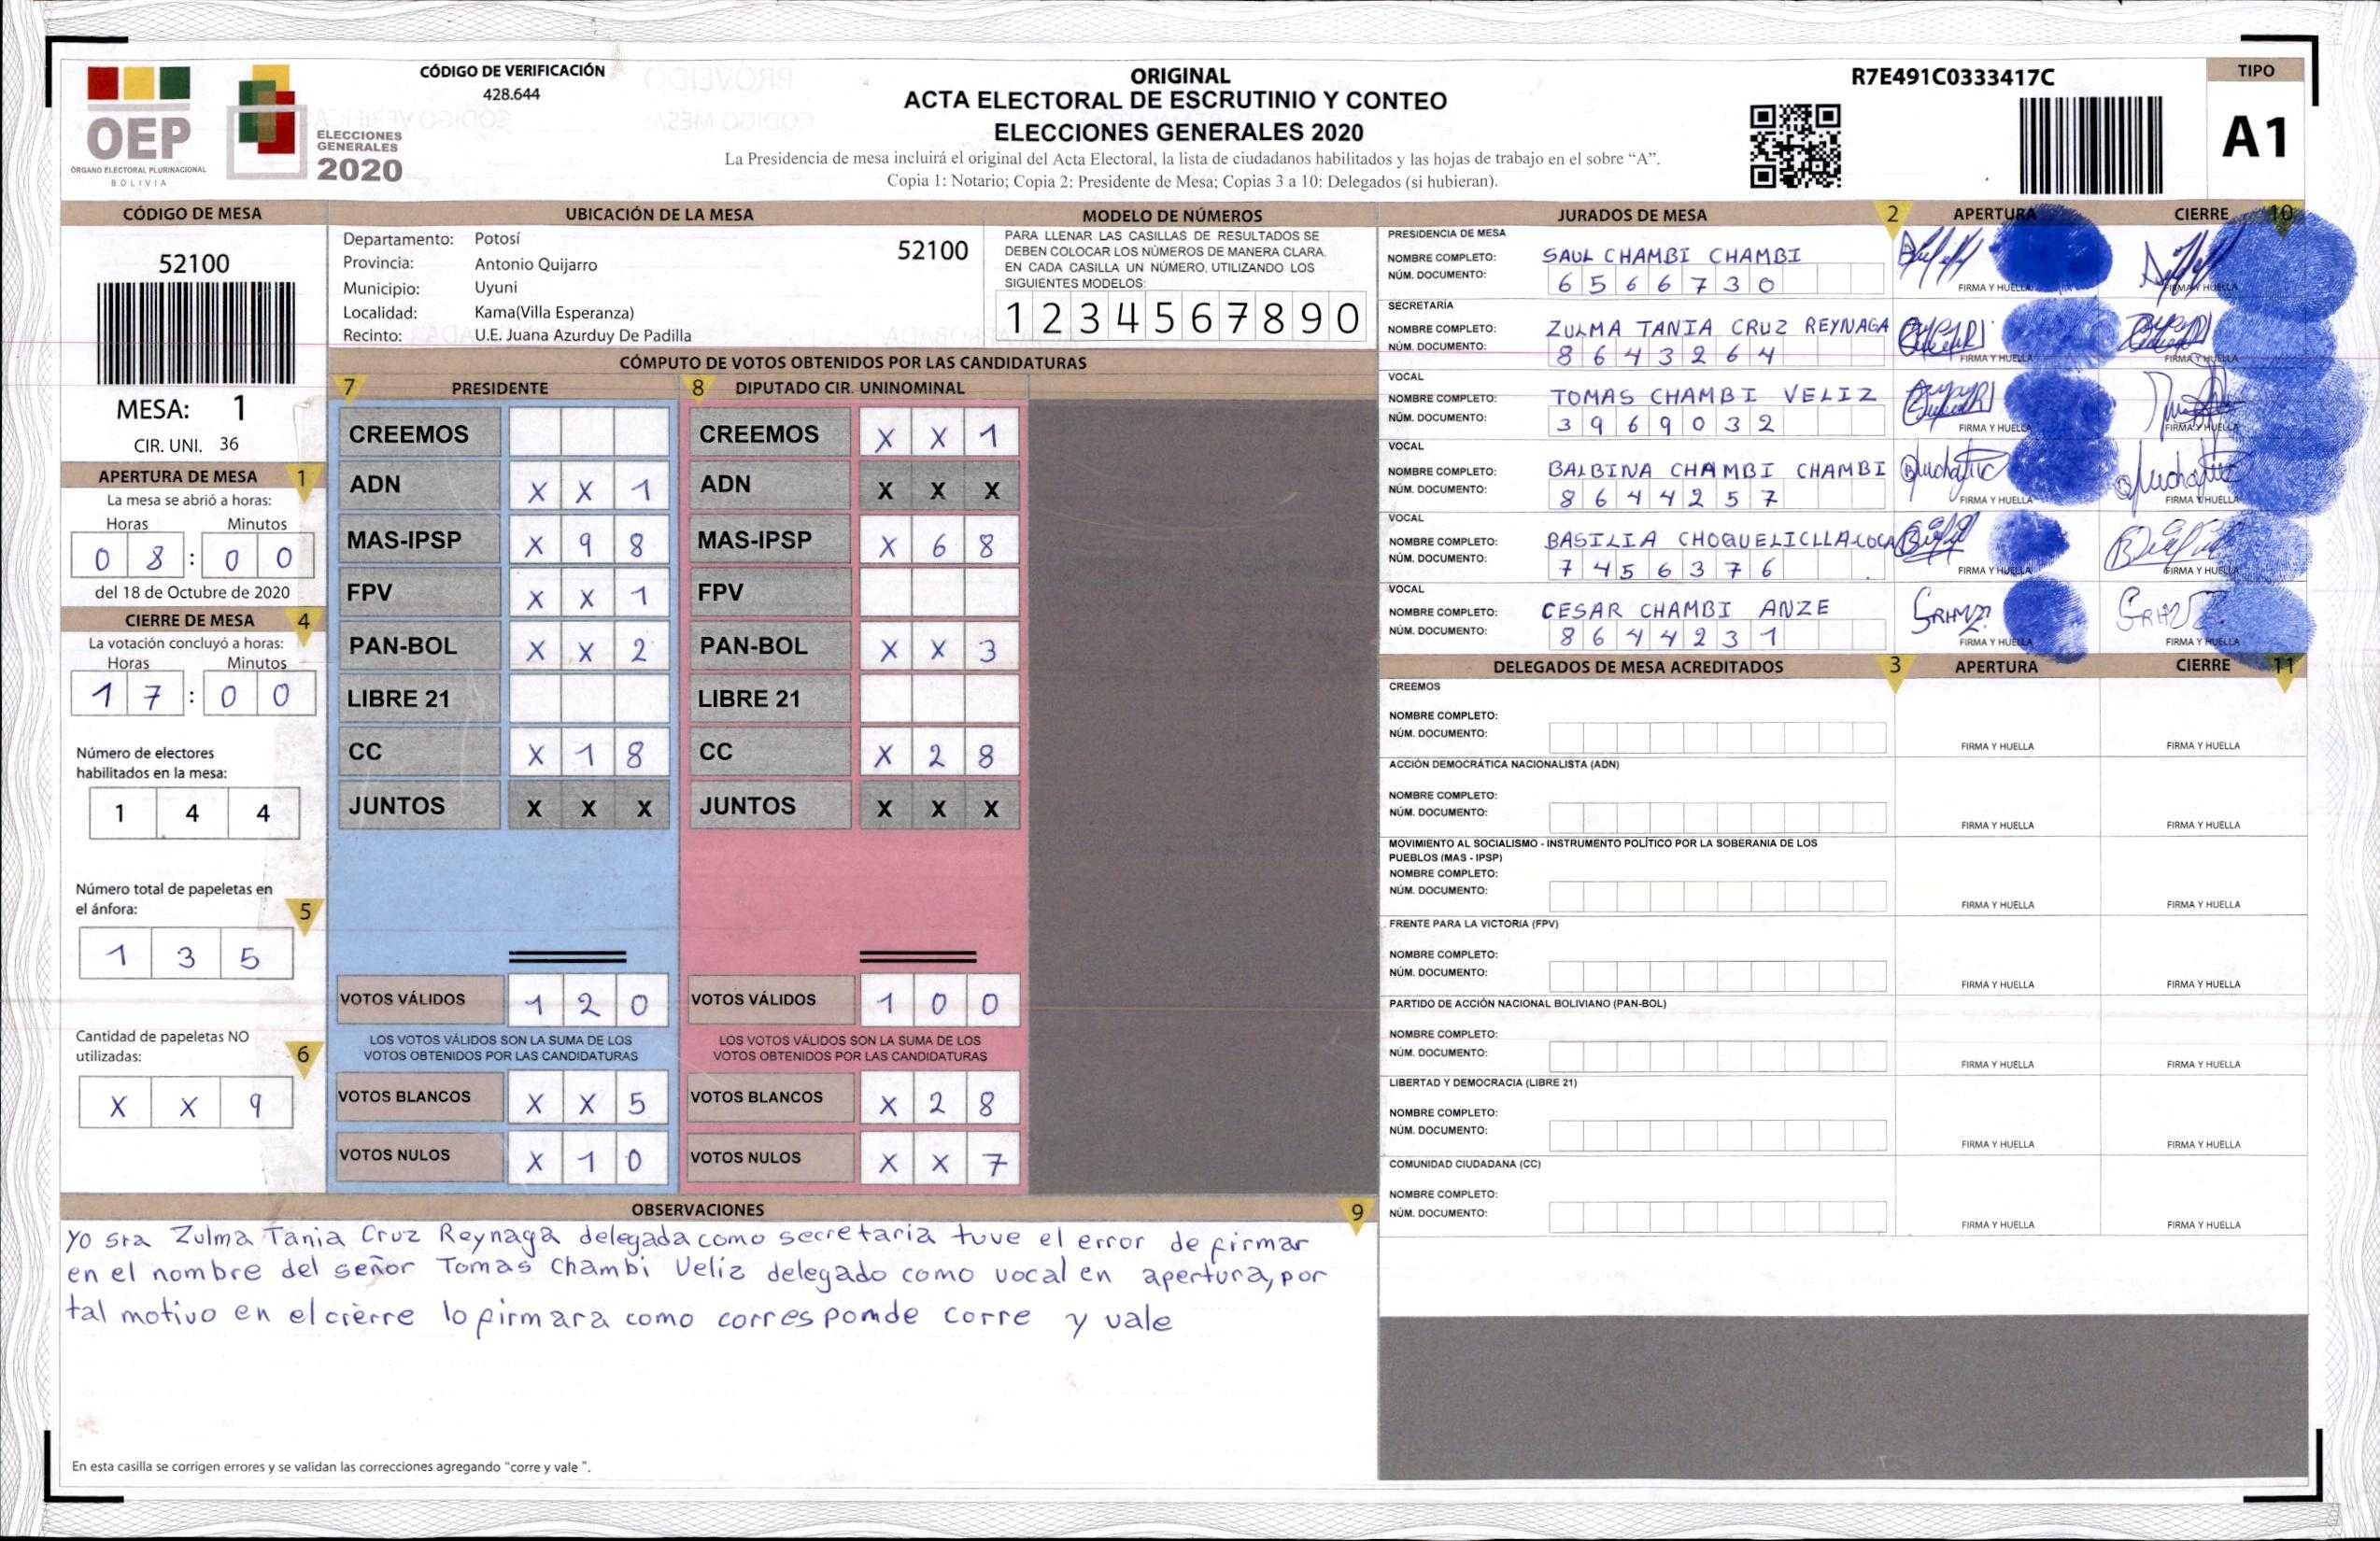 CÓDIGO DE VERIFICACIÓN
428.644
OEP
ÓRGANO ELECTORAL PLURINACIONAL
BOLIVIA
ELECCIONES
GENERALES
2020
ORIGINAL
ACTA ELECTORAL DE ESCRUTINIO Y CONTEO
ELECCIONES GENERALES 2020
La Presidencia de mesa incluirá el original del Acta Electoral, la lista de ciudadanos habilitados y las hojas de trabajo en el sobre “A”.
Copia 1: Notario; Copia 2: Presidente de Mesa; Copias 3 a 10: Delegados (si hubieran).
R7E491C0333417C
TIPO
A1
CÓDIGO DE MESA
52100
MESA: 1
CIR. UNI. 36
APERTURA DE MESA 1
La mesa se abrió a horas:
Horas Minutos
0 8 : 0 0
del 18 de Octubre de 2020
CIERRE DE MESA 4
La votación concluyó a horas:
Horas Minutos
1 7 : 0 0
Número de electores
habilitados en la mesa:
1 4 4
Número total de papeletas en
el ánfora: 5
1 3 5
Cantidad de papeletas NO
utilizadas: 6
X X 9
UBICACIÓN DE LA MESA
Departamento: Potosí 52100
Provincia: Antonio Quijarro
Municipio: Uyuni
Localidad: Kama(Villa Esperanza)
Recinto: U.E. Juana Azurduy De Padilla
MODELO DE NÚMEROS
PARA LLENAR LAS CASILLAS DE RESULTADOS SE
DEBEN COLOCAR LOS NÚMEROS DE MANERA CLARA.
EN CADA CASILLA UN NÚMERO, UTILIZANDO LOS
SIGUIENTES MODELOS:
1 2 3 4 5 6 7 8 9 0
CÓMPUTO DE VOTOS OBTENIDOS POR LAS CANDIDATURAS
7 PRESIDENTE
CREEMOS
ADN X X 1
MAS-IPSP X 9 8
FPV X X 1
PAN-BOL X X 2
LIBRE 21
CC X 1 8
JUNTOS X X X
VOTOS VÁLIDOS 1 2 0
LOS VOTOS VÁLIDOS SON LA SUMA DE LOS
VOTOS OBTENIDOS POR LAS CANDIDATURAS
VOTOS BLANCOS X X 5
VOTOS NULOS X 1 0
8 DIPUTADO CIR. UNINOMINAL
CREEMOS X X 1
ADN X X X
MAS-IPSP X 6 8
FPV
PAN-BOL X X 3
LIBRE 21
CC X 2 8
JUNTOS X X X
VOTOS VÁLIDOS 1 0 0
LOS VOTOS VÁLIDOS SON LA SUMA DE LOS
VOTOS OBTENIDOS POR LAS CANDIDATURAS
VOTOS BLANCOS X 2 8
VOTOS NULOS X X 7
OBSERVACIONES 9
Yo sra Zulma Tania Cruz Reynaga delegada como secretaria tuve el error de firmar
en el nombre del señor Tomas Chambi Veliz delegado como vocal en apertura, por
tal motivo en el cierre lo firmara como corresponde corre y vale
En esta casilla se corrigen errores y se validan las correcciones agregando "corre y vale ".
JURADOS DE MESA 2 APERTURA CIERRE 10
PRESIDENCIA DE MESA
NOMBRE COMPLETO: SAUL CHAMBI CHAMBI
NÚM. DOCUMENTO: 6 5 6 6 7 3 0
FIRMA Y HUELLA FIRMA Y HUELLA
SECRETARÍA
NOMBRE COMPLETO: ZULMA TANIA CRUZ REYNAGA
NÚM. DOCUMENTO: 8 6 4 3 2 6 4
FIRMA Y HUELLA FIRMA Y HUELLA
VOCAL
NOMBRE COMPLETO: TOMAS CHAMBI VELIZ
NÚM. DOCUMENTO: 3 9 6 9 0 3 2
FIRMA Y HUELLA FIRMA Y HUELLA
VOCAL
NOMBRE COMPLETO: BALBINA CHAMBI CHAMBI
NÚM. DOCUMENTO: 8 6 4 4 2 5 7
FIRMA Y HUELLA FIRMA Y HUELLA
VOCAL
NOMBRE COMPLETO: BASILIA
NÚM. DOCUMENTO: 7 4 5 6 3 7 6
FIRMA Y HUELLA FIRMA Y HUELLA
VOCAL
NOMBRE COMPLETO: CESAR CHAMBI ANZE
NÚM. DOCUMENTO: 8 6 4 4 2 3 1
FIRMA Y HUELLA FIRMA Y HUELLA
DELEGADOS DE MESA ACREDITADOS 3 APERTURA CIERRE 11
CREEMOS
NOMBRE COMPLETO:
NÚM. DOCUMENTO:
FIRMA Y HUELLA FIRMA Y HUELLA
ACCIÓN DEMOCRÁTICA NACIONALISTA (ADN)
NOMBRE COMPLETO:
NÚM. DOCUMENTO:
FIRMA Y HUELLA FIRMA Y HUELLA
MOVIMIENTO AL SOCIALISMO - INSTRUMENTO POLÍTICO POR LA SOBERANIA DE LOS
PUEBLOS (MAS - IPSP)
NOMBRE COMPLETO:
NÚM. DOCUMENTO:
FIRMA Y HUELLA FIRMA Y HUELLA
FRENTE PARA LA VICTORIA (FPV)
NOMBRE COMPLETO:
NÚM. DOCUMENTO:
FIRMA Y HUELLA FIRMA Y HUELLA
PARTIDO DE ACCIÓN NACIONAL BOLIVIANO (PAN-BOL)
NOMBRE COMPLETO:
NÚM. DOCUMENTO:
FIRMA Y HUELLA FIRMA Y HUELLA
LIBERTAD Y DEMOCRACIA (LIBRE 21)
NOMBRE COMPLETO:
NÚM. DOCUMENTO:
FIRMA Y HUELLA FIRMA Y HUELLA
COMUNIDAD CIUDADANA (CC)
NOMBRE COMPLETO:
NÚM. DOCUMENTO:
FIRMA Y HUELLA FIRMA Y HUELLA